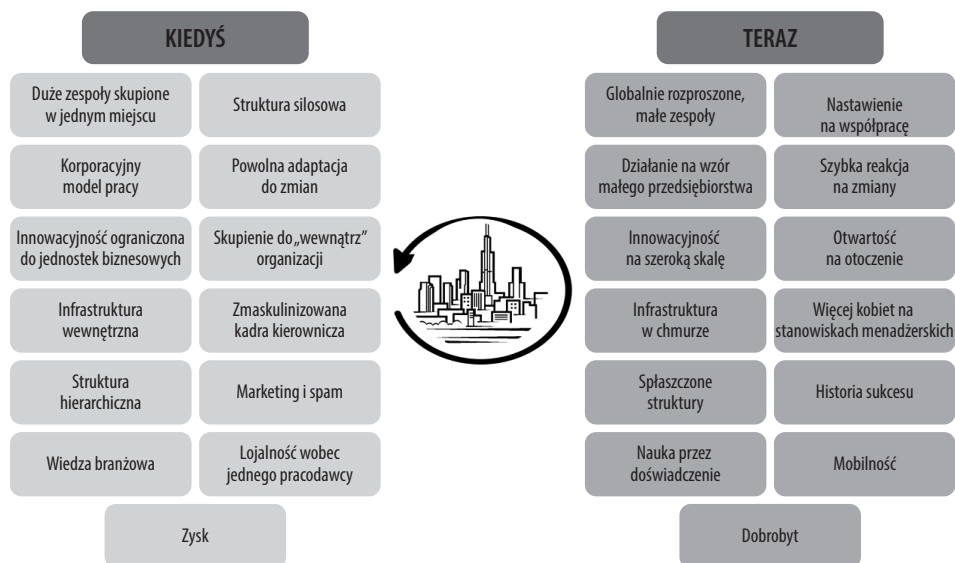 KIEDYŚ
Duże zespoły skupione
w jednym miejscu
Struktura silosowa
Korporacyjny
model pracy
Powolna adaptacja
do zmian
Innowacyjność ograniczona
do jednostek biznesowych
Skupienie do „wewnątrz”
organizacji
Infrastruktura
wewnętrzna
Zmaskulinizowana
kadra kierownicza
Struktura
hierarchiczna
Marketing i spam
Wiedza branżowa
Lojalność wobec
jednego pracodawcy
Zysk
TERAZ
Globalnie rozproszone,
małe zespoły
Nastawienie
na współpracę
Działanie na wzór
małego przedsiębiorstwa
Szybka reakcja
na zmiany
Innowacyjność
na szeroką skalę
Otwartość
na otoczenie
Infrastruktura
w chmurze
Więcej kobiet na
stanowiskach menadżerskich
Spłaszczone
struktury
Historia sukcesu
Nauka przez
doświadczenie
Mobilność
Dobrobyt